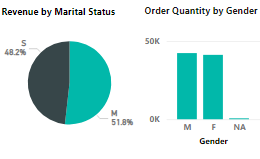 Revenue by Marital Status
S
48.2%
M
51.8%
Order Quantity by Gender
50K
0K
M F NA
Gender